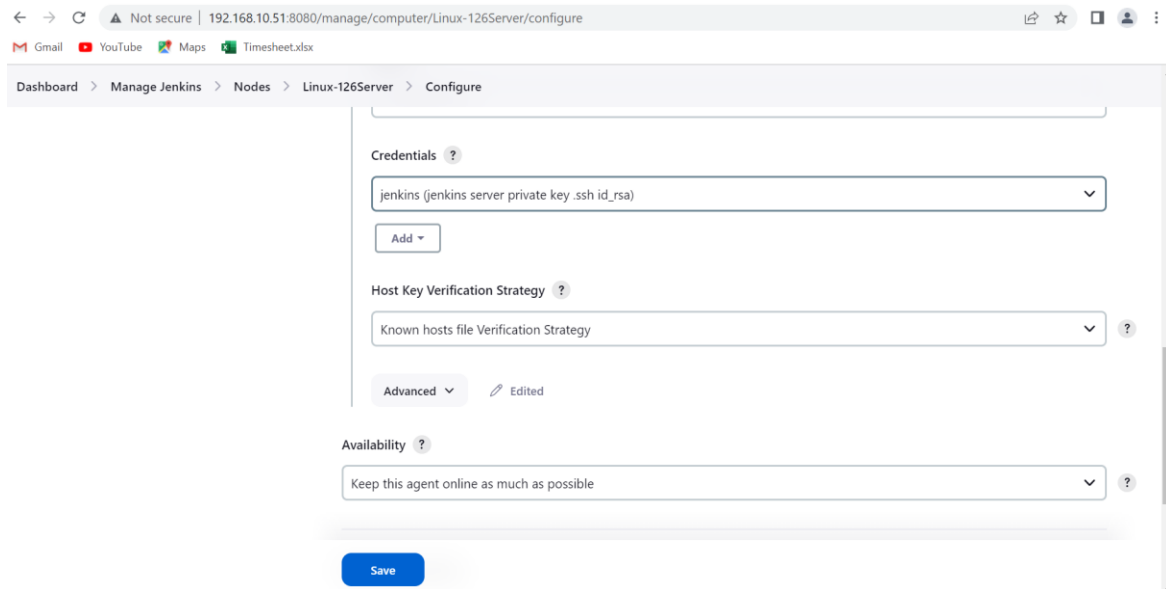 Not secure | 192.168.10.51:8080/manage/computer/Linux-126Server/configure
Gmail YouTube Maps Timesheet.xlsx
Dashboard > Manage Jenkins > Nodes > Linux-126Server > Configure
Credentials ?
jenkins (jenkins server private key .ssh id_rsa)
Add
Host Key Verification Strategy ?
Known hosts file Verification Strategy
?
Advanced Edited
Availability ?
Keep this agent online as much as possible
?
Save